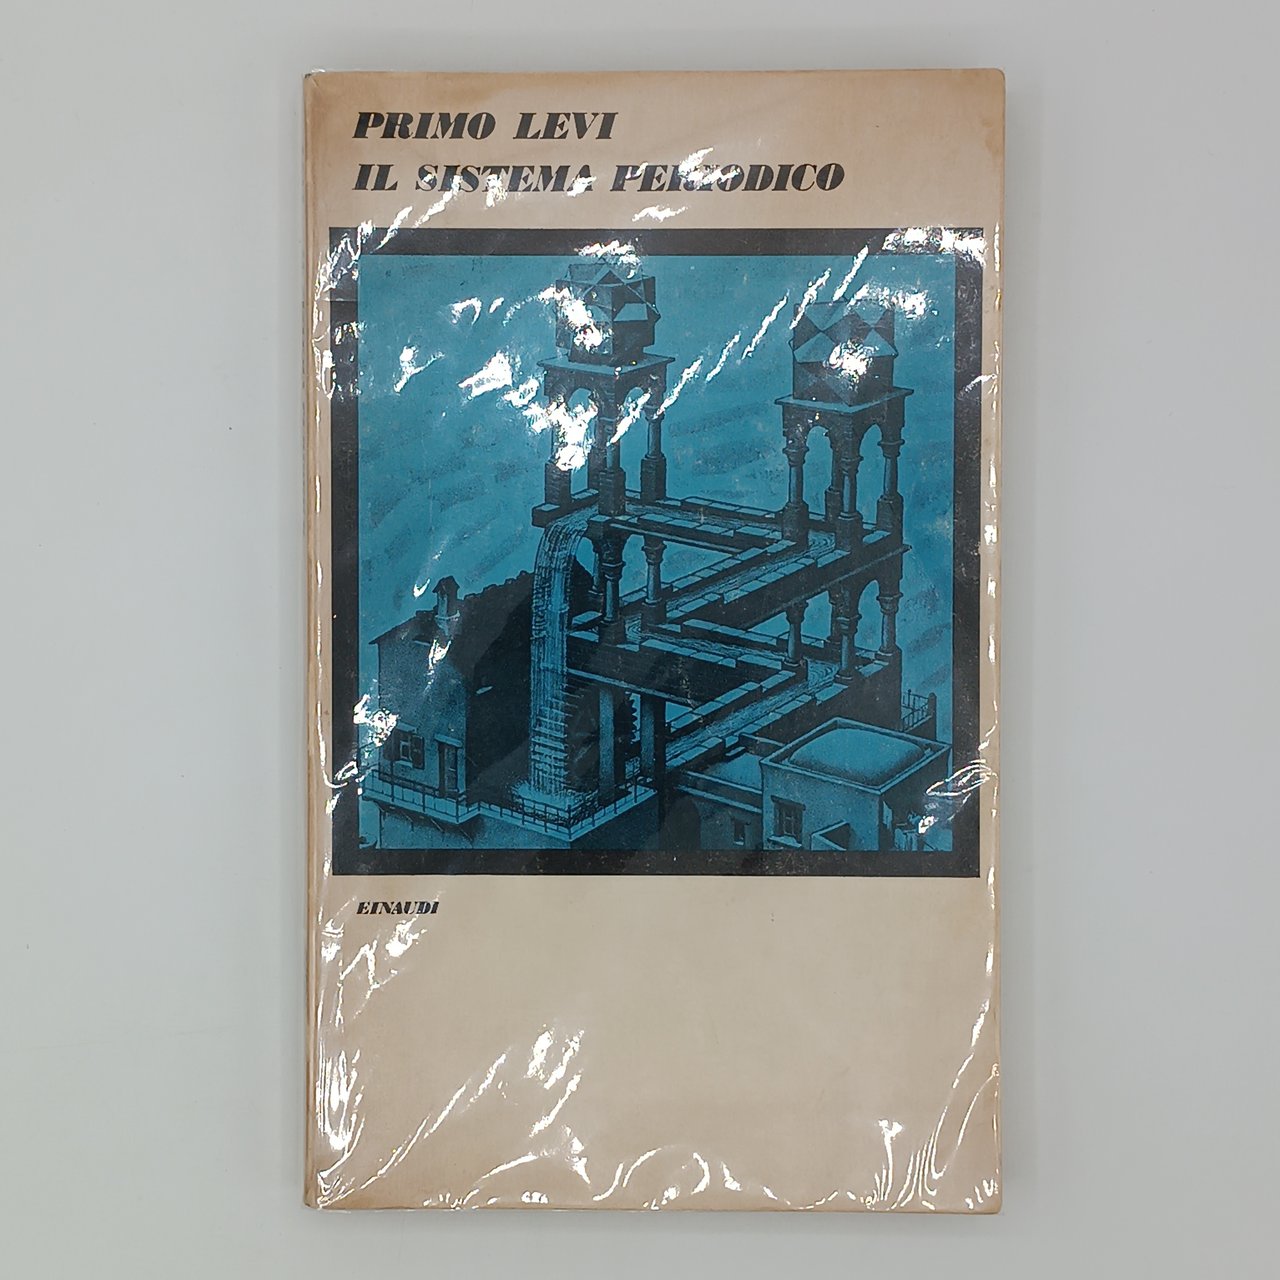 PRIMO LEVI
IL SISTEMA PERIODICO
EINAUDI